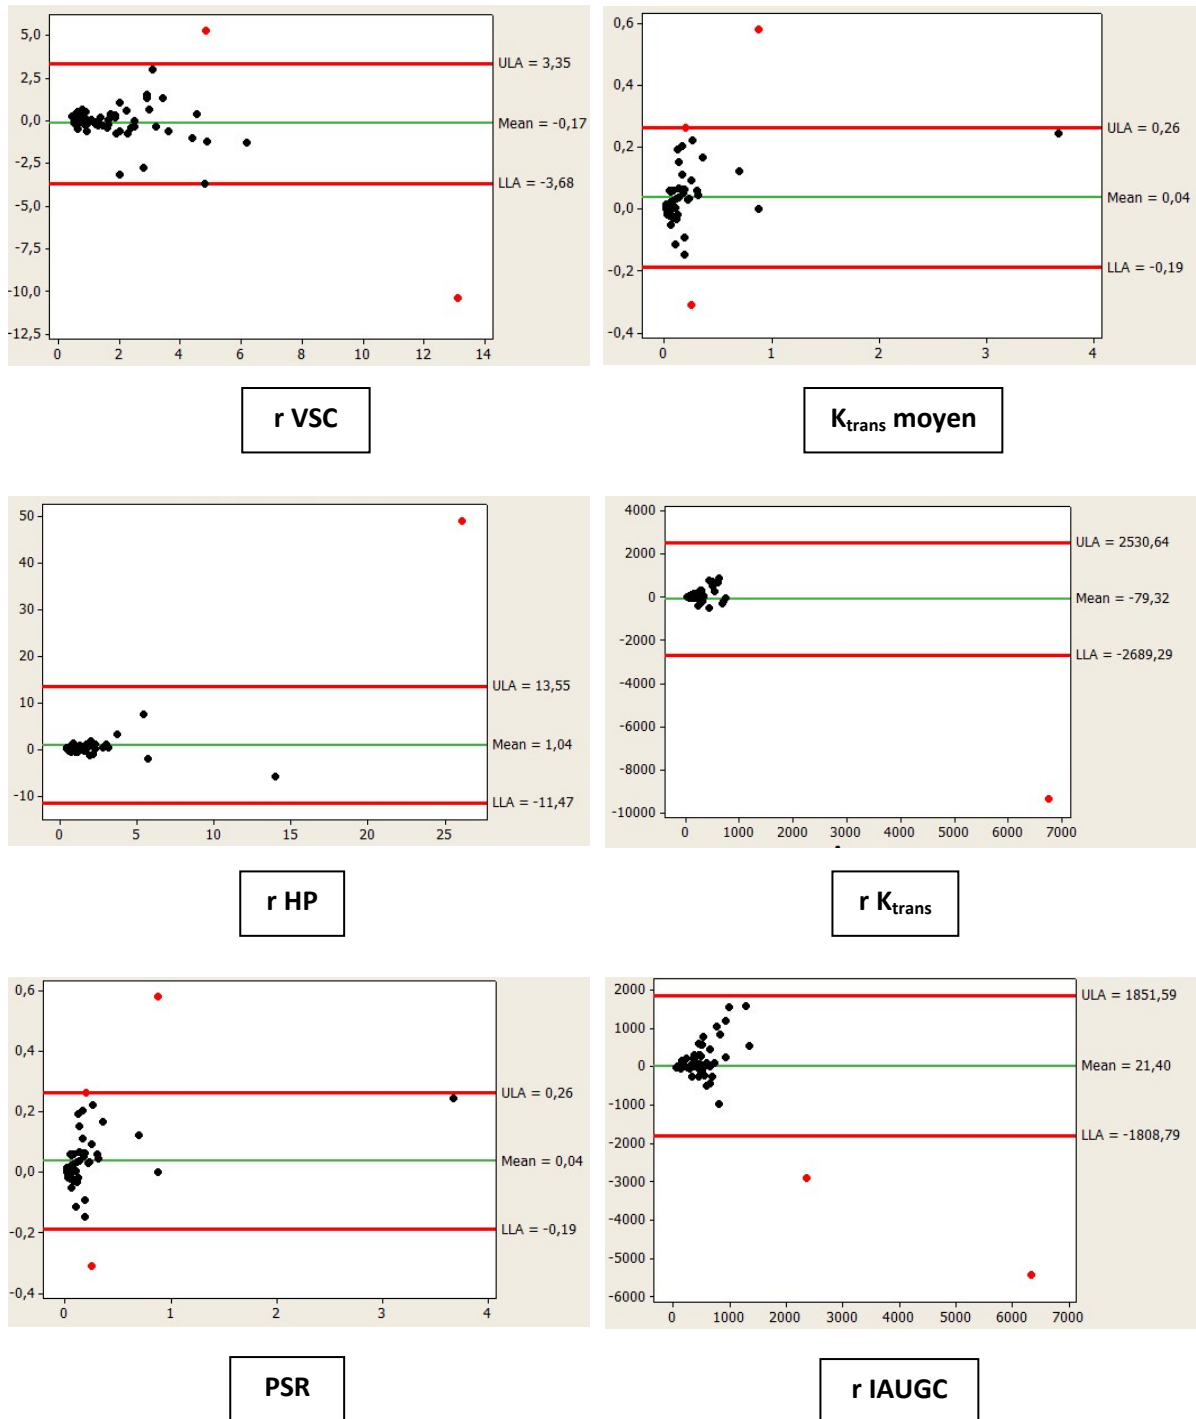 5,0
2,5
0,0
-2,5
-5,0
-7,5
-10,0
-12,5
0 2 4 6 8 10 12 14
ULA = 3,35
Mean = -0,17
LLA = -3,68
r VSC
0,6
0,4
0,2
0,0
-0,2
-0,4
0 1 2 3 4
ULA = 0,26
Mean = 0,04
LLA = -0,19
Ktrans moyen
50
40
30
20
10
0
-10
0 5 10 15 20 25
ULA = 13,55
Mean = 1,04
LLA = -11,47
r HP
4000
2000
0
-2000
-4000
-6000
-8000
-10000
0 1000 2000 3000 4000 5000 6000 7000
ULA = 2530,64
Mean = -79,32
LLA = -2689,29
r Ktrans
0,6
0,4
0,2
0,0
-0,2
-0,4
0 1 2 3 4
ULA = 0,26
Mean = 0,04
LLA = -0,19
PSR
2000
1000
0
-1000
-2000
-3000
-4000
-5000
-6000
0 1000 2000 3000 4000 5000 6000 7000
ULA = 1851,59
Mean = 21,40
LLA = -1808,79
r IAUGC